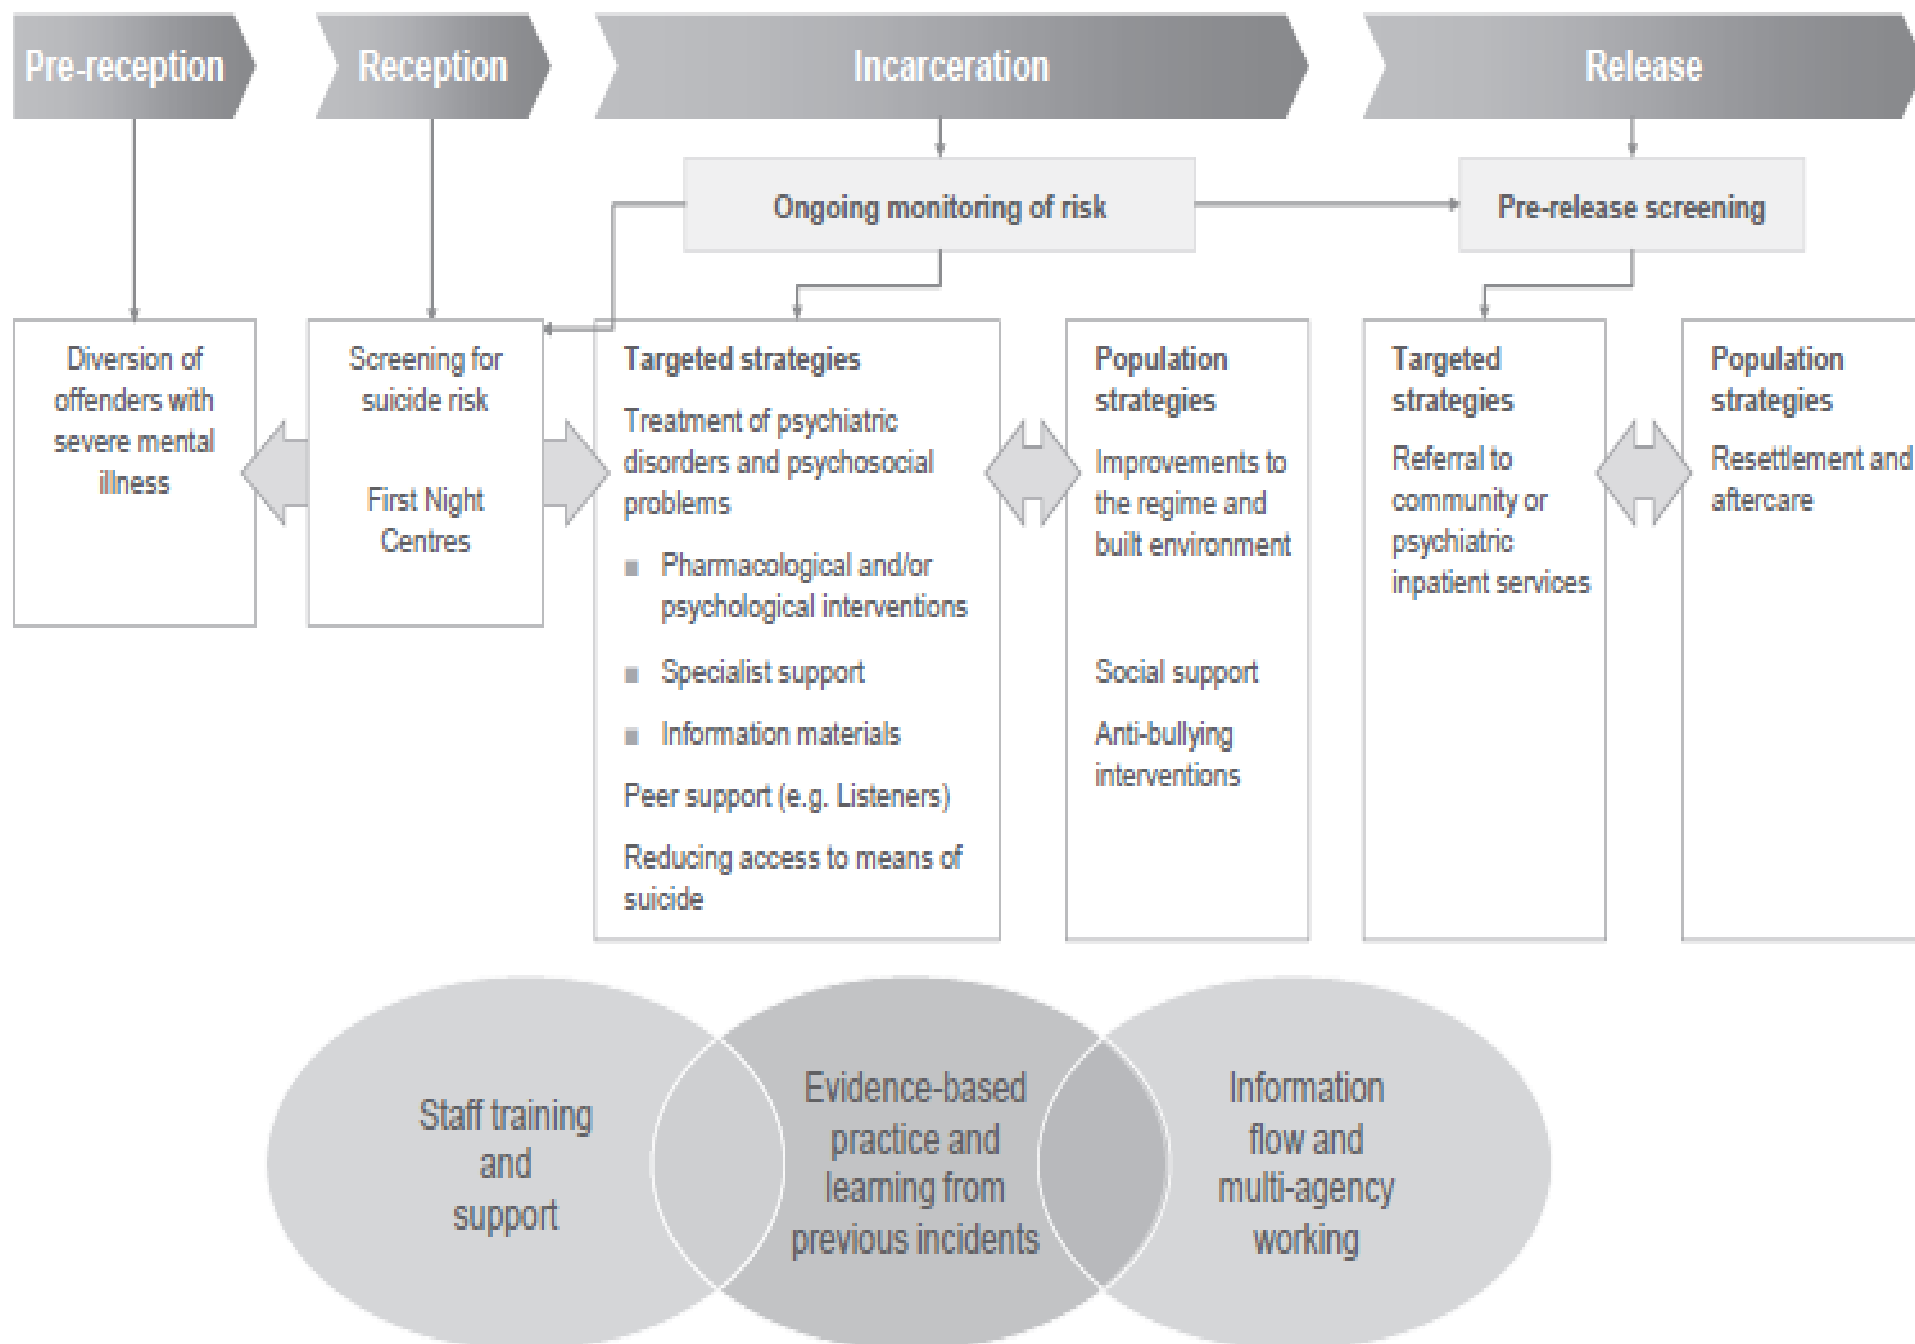 Pre-reception
Reception
Incarceration
Release
Ongoing monitoring of risk
Pre-release screening
Diversion of
offenders with
severe mental
illness
Screening for
suicide risk
First Night
Centres
Targeted strategies
Treatment of psychiatric
disorders and psychosocial
problems
■ Pharmacological and/or
psychological interventions
■ Specialist support
■ Information materials
Peer support (e.g. Listeners)
Reducing access to means of
suicide
Population
strategies
Improvements to
the regime and
built environment
Social support
Anti-bullying
interventions
Targeted
strategies
Referral to
community or
psychiatric
inpatient services
Population
strategies
Resettlement and
aftercare
Staff training
and
support
Evidence-based
practice and
learning from
previous incidents
Information
flow and
multi-agency
working